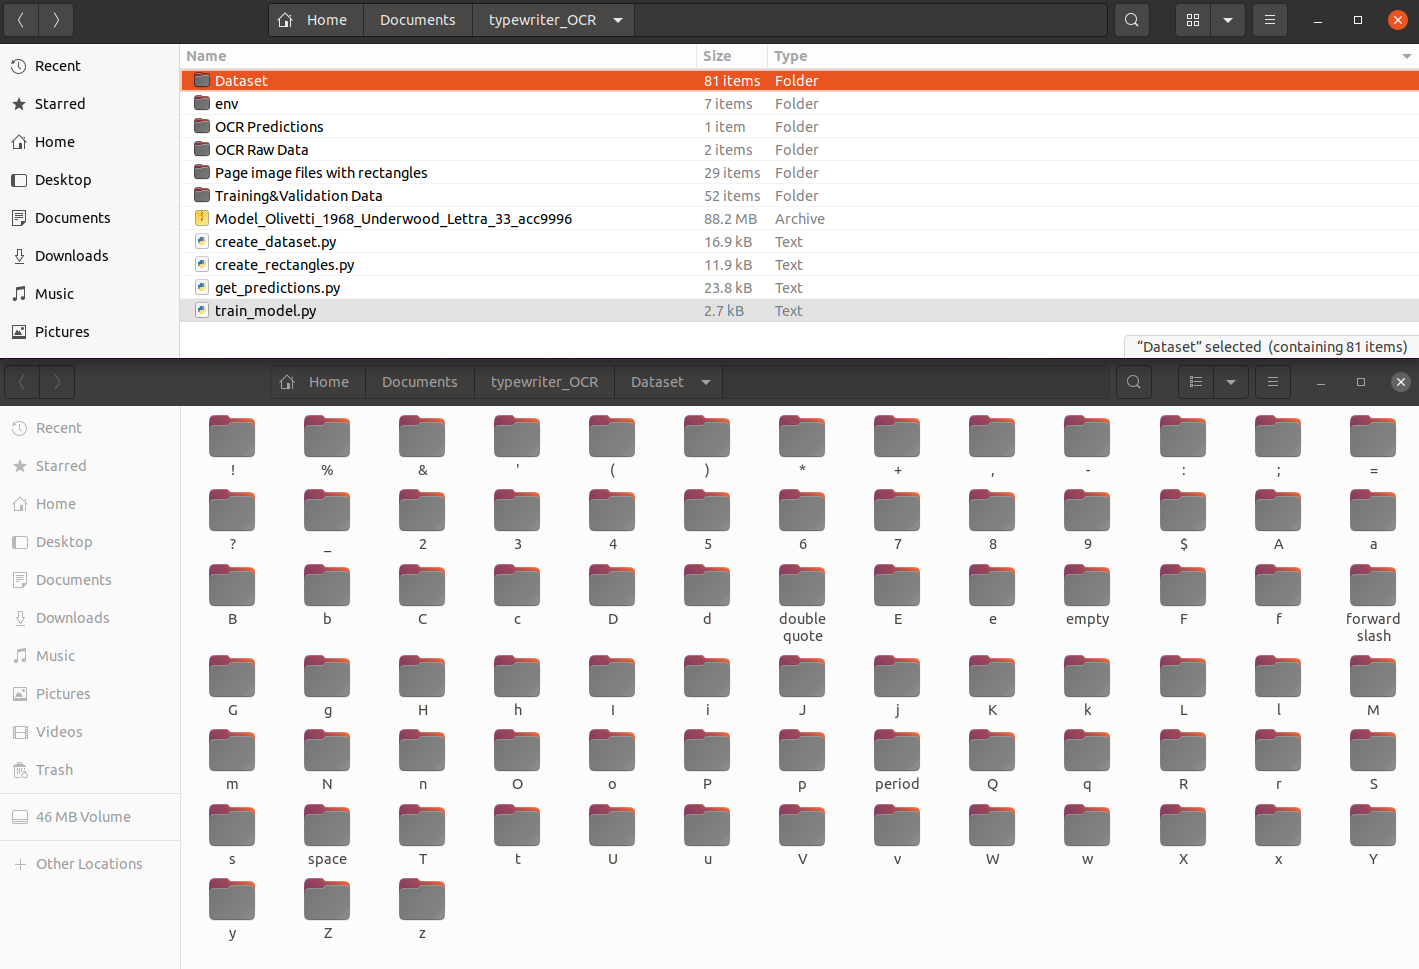 Home Documents typewriter_OCR
Name Size Type
Recent
Starred
Home
Desktop
Documents
Downloads
Music
Pictures
Dataset 81 items Folder
env 7 items Folder
OCR Predictions 1 item Folder
OCR Raw Data 2 items Folder
Page image files with rectangles 29 items Folder
Training&Validation Data 52 items Folder
Model_Olivetti_1968_Underwood_Lettra_33_acc9996 88.2 MB Archive
create_dataset.py 16.9 kB Text
create_rectangles.py 11.9 kB Text
get_predictions.py 23.8 kB Text
train_model.py 2.7 kB Text
“Dataset” selected (containing 81 items)
Home Documents typewriter_OCR Dataset
Recent
Starred
Home
Desktop
Documents
Downloads
Music
Pictures
Videos
Trash
46 MB Volume
Other Locations
! % & ' ( ) * + , - : ; =
? _ 2 3 4 5 6 7 8 9 $ A a
B b C c D d double quote E e empty F f forward slash
G g H h I i J j K k L l M
m N n O o P p period Q q R r S
s space T t U u V v W w X x Y
y Z z